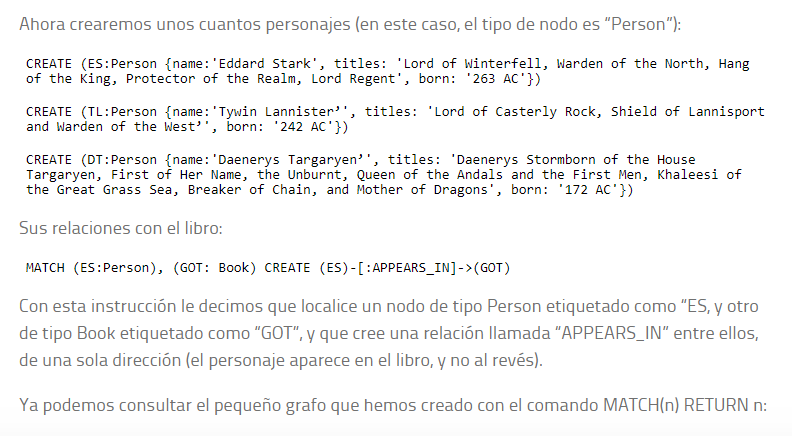 Ahora crearemos unos cuantos personajes (en este caso, el tipo de nodo es “Person”):
CREATE (ES:Person {name:'Eddard Stark', titles: 'Lord of Winterfell, Warden of the North, Hang
of the King, Protector of the Realm, Lord Regent', born: '263 AC'})
CREATE (TL:Person {name:'Tywin Lannister’', titles: 'Lord of Casterly Rock, Shield of Lannisport
and Warden of the West’', born: '242 AC'})
CREATE (DT:Person {name:'Daenerys Targaryen’', titles: 'Daenerys Stormborn of the House
Targaryen, First of Her Name, the Unburnt, Queen of the Andals and the First Men, Khaleesi of
the Great Grass Sea, Breaker of Chain, and Mother of Dragons', born: '172 AC'})
Sus relaciones con el libro:
MATCH (ES:Person), (GOT: Book) CREATE (ES)-[:APPEARS_IN]->(GOT)
Con esta instrucción le decimos que localice un nodo de tipo Person etiquetado como “ES, y otro
de tipo Book etiquetado como “GOT”, y que cree una relación llamada “APPEARS_IN” entre ellos,
de una sola dirección (el personaje aparece en el libro, y no al revés).
Ya podemos consultar el pequeño grafo que hemos creado con el comando MATCH(n) RETURN n: